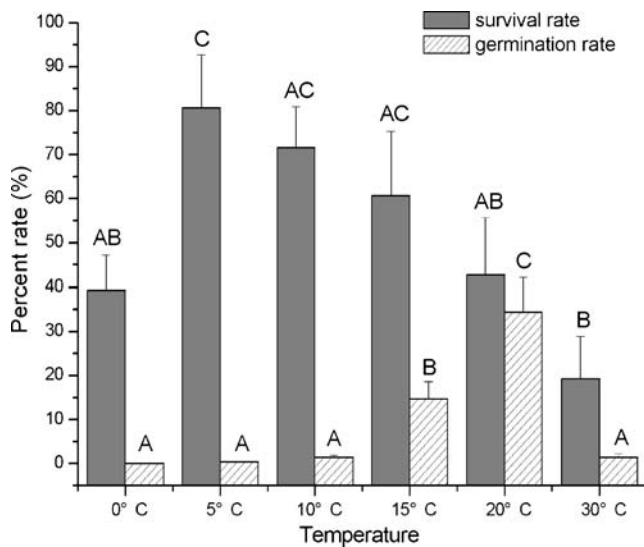 survival rate
germination rate
Percent rate (%)
100
90
80
70
60
50
40
30
20
10
0
AB
A
C
A
AC
A
AC
B
AB
C
B
A
0° C
5° C
10° C
15° C
20° C
30° C
Temperature